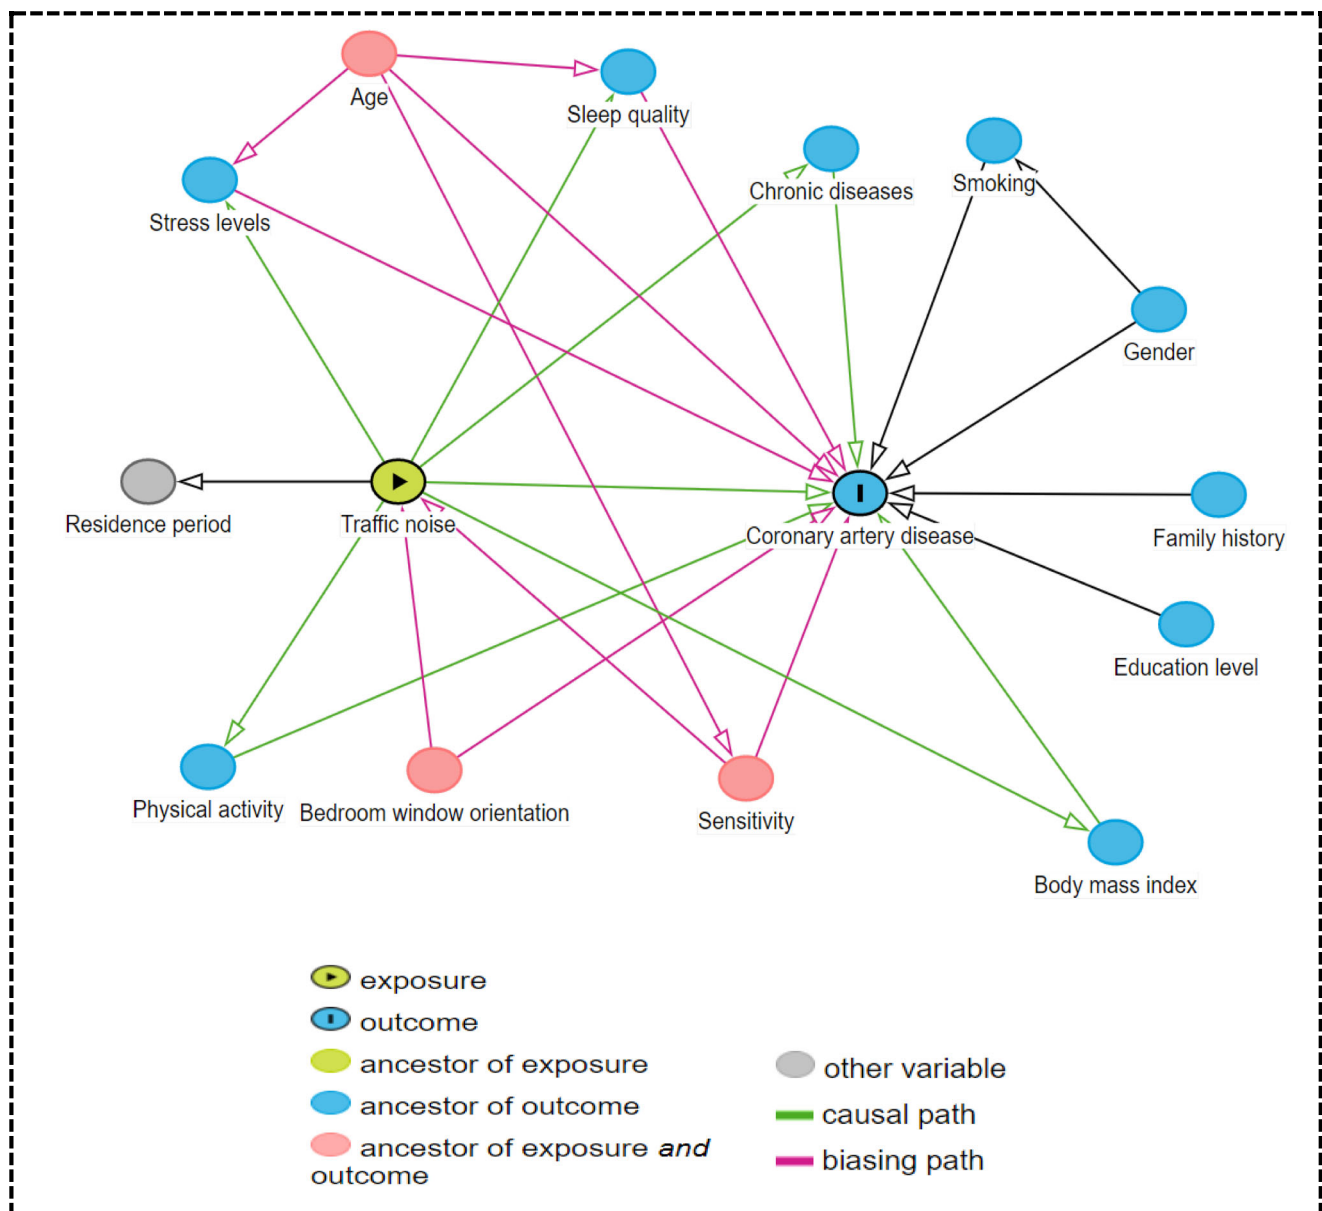 Age
Sleep quality
Chronic diseases
Smoking
Stress levels
Gender
Residence period
Traffic noise
Coronary artery disease
Family history
Education level
Physical activity
Bedroom window orientation
Sensitivity
Body mass index
exposure
outcome
ancestor of exposure
ancestor of outcome
ancestor of exposure and
outcome
other variable
causal path
biasing path